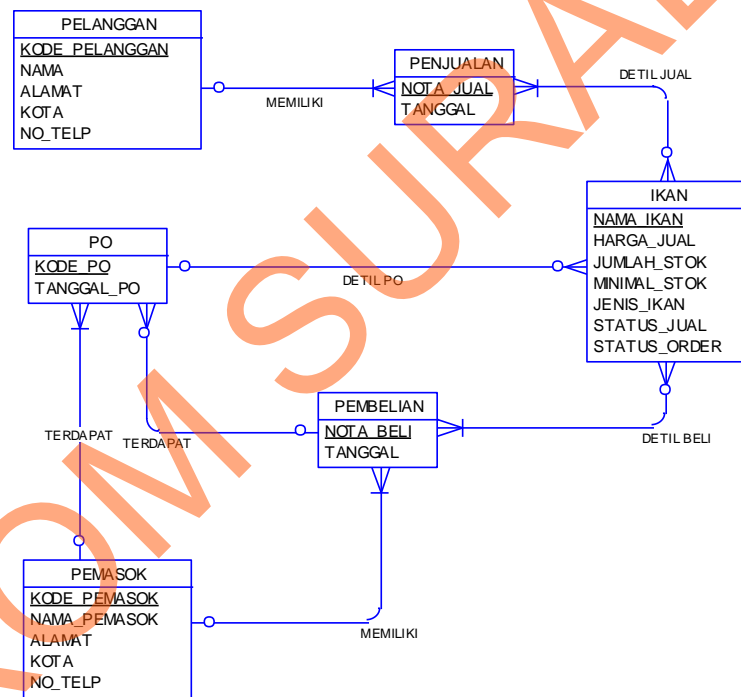 PELANGGAN
KODE_PELANGGAN
NAMA
ALAMAT
KOTA
NO_TELP
MEMILIKI
PENJUALAN
NOTA_JUAL
TANGGAL
DETIL JUAL
IKAN
NAMA_IKAN
HARGA_JUAL
JUMLAH_STOK
MINIMAL_STOK
JENIS_IKAN
STATUS_JUAL
STATUS_ORDER
PO
KODE_PO
TANGGAL_PO
DETIL PO
TERDAPAT
TERDAPAT
PEMBELIAN
NOTA_BELI
TANGGAL
DETIL BELI
PEMASOK
KODE_PEMASOK
NAMA_PEMASOK
ALAMAT
KOTA
NO_TELP
MEMILIKI
OM SURA